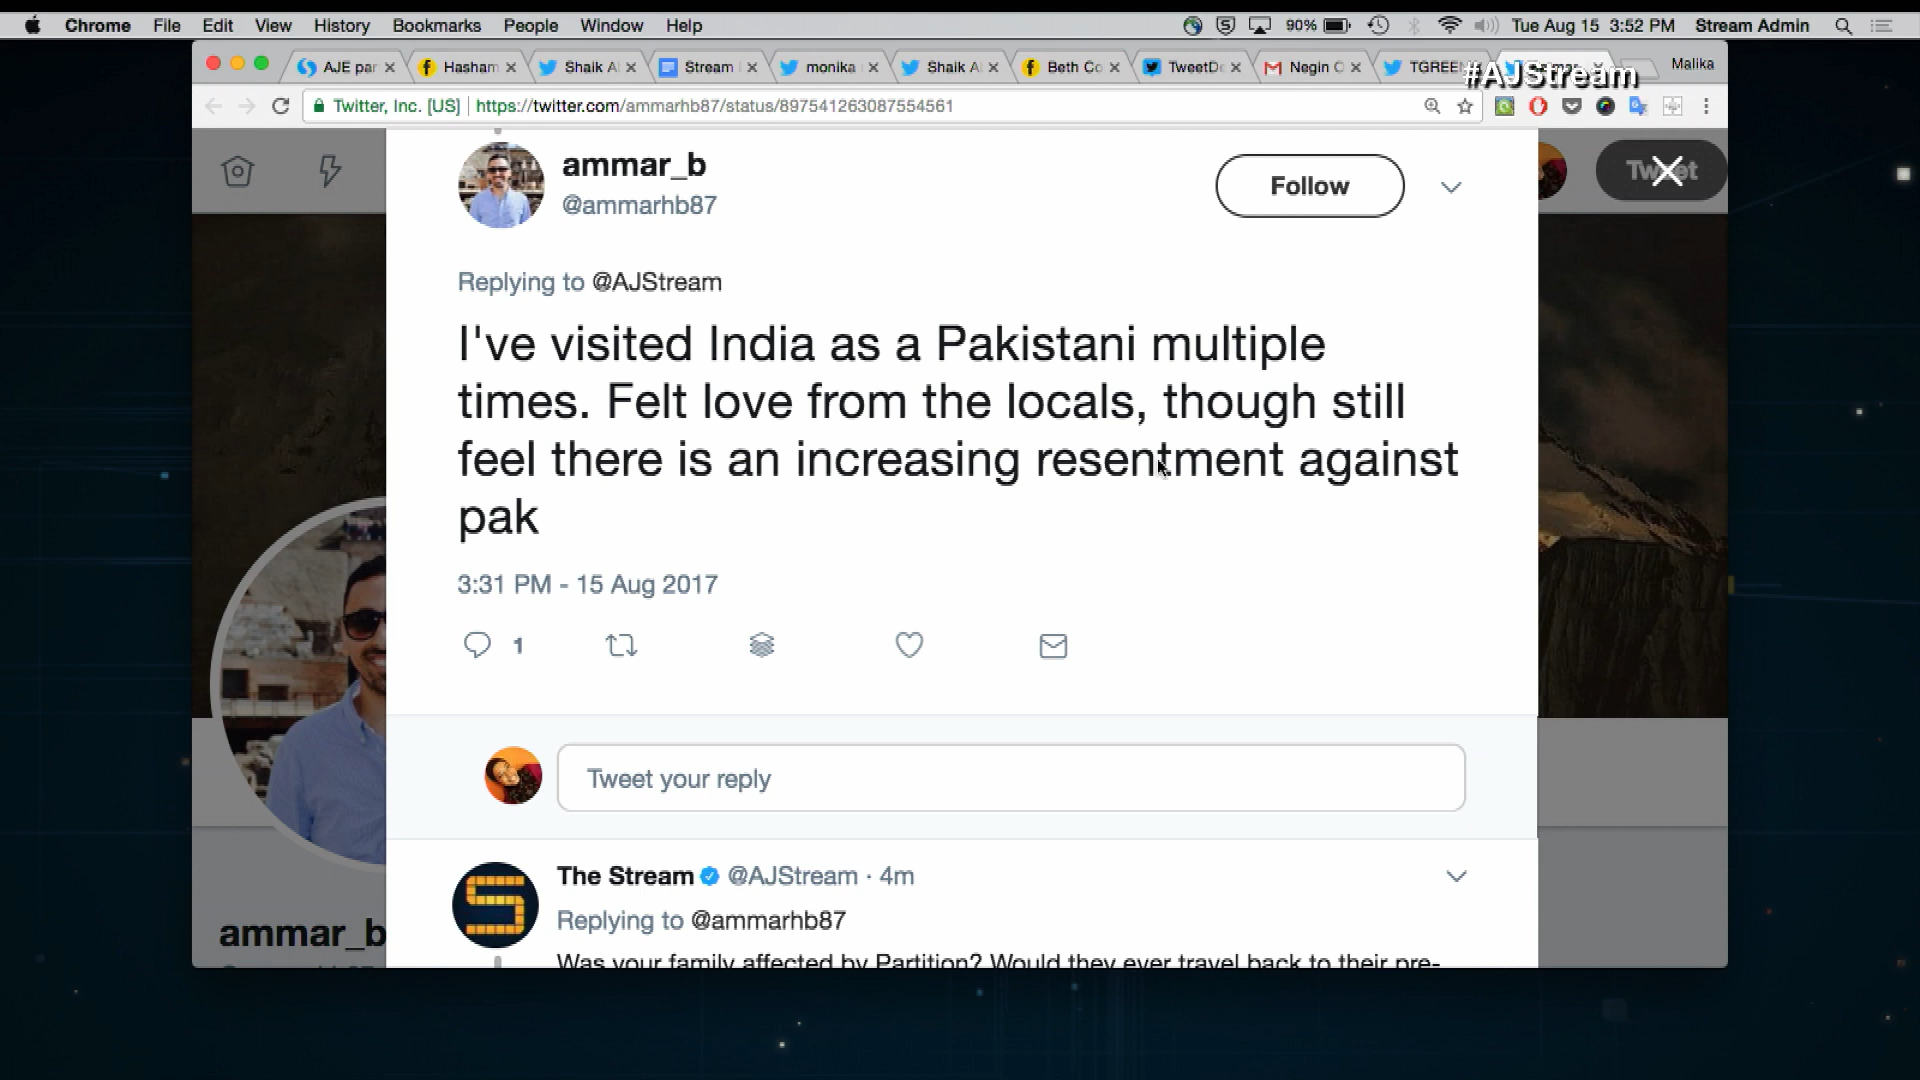 Chrome File Edit View History Bookmarks People Window Help 90% Tue Aug 15 3:52 PM Stream Admin
AJE par Hasham Shaik A Stream monika Shaik A Beth Co TweetDe Negin C TGREE Malika
#AJStream
Twitter, Inc. [US] https://twitter.com/ammarhb87/status/897541263087554561
ammar_b
@ammarhb87
Follow
Replying to @AJStream
I've visited India as a Pakistani multiple
times. Felt love from the locals, though still
feel there is an increasing resentment against
pak
3:31 PM - 15 Aug 2017
1
Tweet your reply
The Stream @AJStream · 4m
Replying to @ammarhb87
Was your family affected by Partition? Would they ever travel back to their pre-
ammar_b